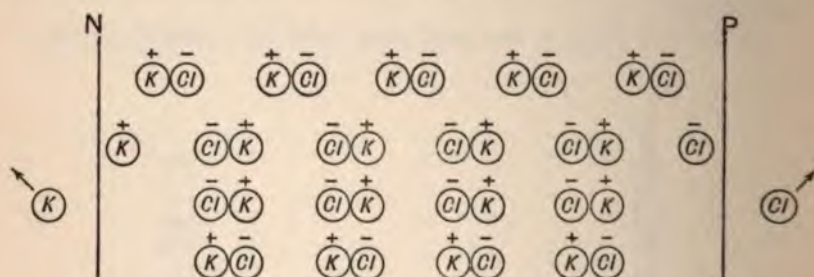 N P
+ − + − + − + − + −
K Cl K Cl K Cl K Cl K Cl
+ − + − + − + − + −
K Cl K Cl K Cl K Cl K Cl
− + − + − + − +
K Cl K Cl K Cl K Cl K Cl
+ − + − + − + −
K Cl K Cl K Cl K Cl